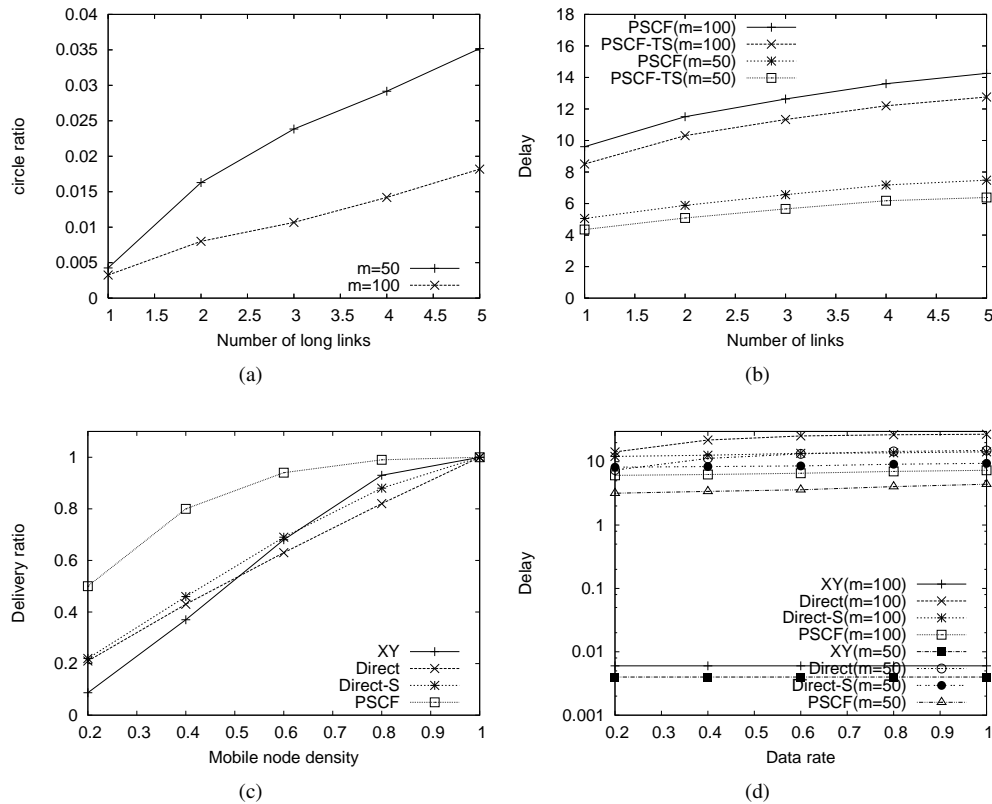 0.04
0.035
0.03
0.025
0.02
0.015
0.01
0.005
0
circle ratio
m=50
m=100
1 1.5 2 2.5 3 3.5 4 4.5 5
Number of long links
(a)
18
16
14
12
10
8
6
4
2
0
Delay
PSCF(m=100)
PSCF-TS(m=100)
PSCF(m=50)
PSCF-TS(m=50)
1 1.5 2 2.5 3 3.5 4 4.5 5
Number of links
(b)
1
0.8
0.6
0.4
0.2
0
Delivery ratio
XY
Direct
Direct-S
PSCF
0.2 0.3 0.4 0.5 0.6 0.7 0.8 0.9 1
Mobile node density
(c)
10
1
0.1
0.01
0.001
Delay
XY(m=100)
Direct(m=100)
Direct-S(m=100)
PSCF(m=100)
XY(m=50)
Direct(m=50)
Direct-S(m=50)
PSCF(m=50)
0.2 0.3 0.4 0.5 0.6 0.7 0.8 0.9 1
Data rate
(d)